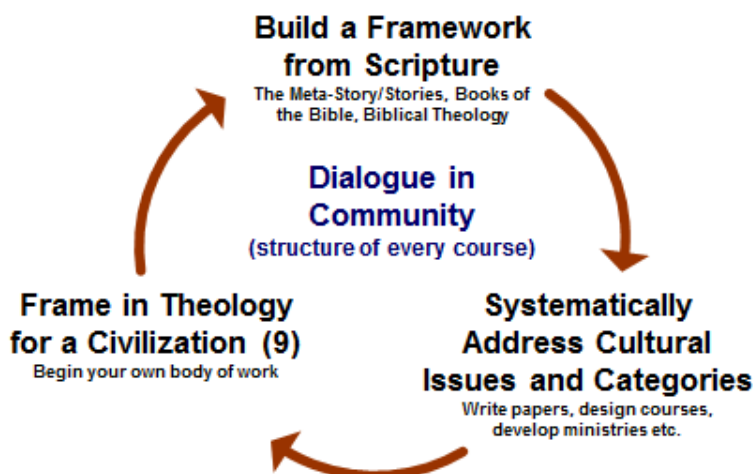 Build a Framework
from Scripture
The Meta-Story/Stories, Books of
the Bible, Biblical Theology
Dialogue in
Community
(structure of every course)
Frame in Theology
for a Civilization (9)
Begin your own body of work
Systematically
Address Cultural
Issues and Categories
Write papers, design courses,
develop ministries etc.